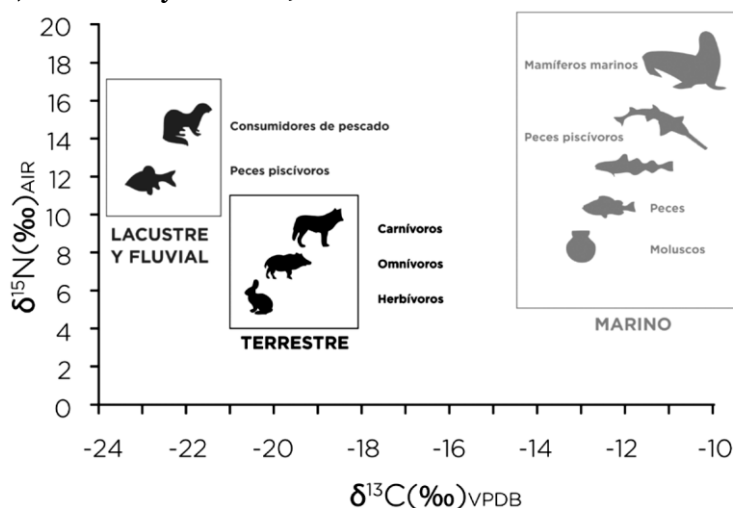 20
18
16
14
12
10
8
6
4
2
0
δ¹⁵N(‰)AIR
-24
-22
-20
-18
-16
-14
-12
-10
δ¹³C(‰)VPDB
Consumidores de pescado
Peces piscívoros
LACUSTRE
Y FLUVIAL
Carnívoros
Omnívoros
Herbívoros
TERRESTRE
Mamíferos marinos
Peces piscívoros
Peces
Moluscos
MARINO